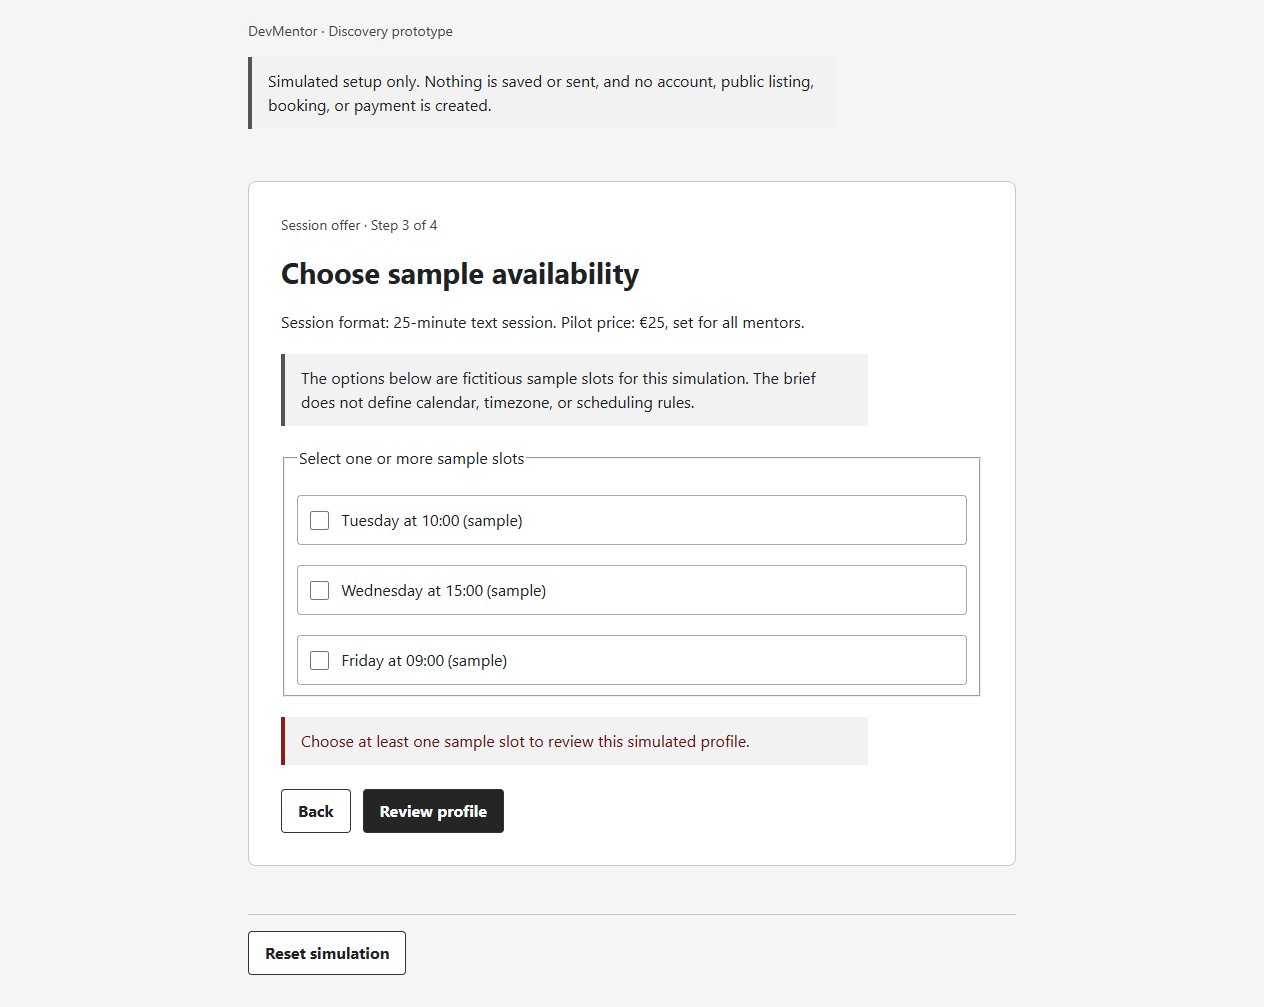 DevMentor · Discovery prototype
Simulated setup only. Nothing is saved or sent, and no account, public listing,
booking, or payment is created.
Session offer · Step 3 of 4
Choose sample availability
Session format: 25-minute text session. Pilot price: €25, set for all mentors.
The options below are fictitious sample slots for this simulation. The brief
does not define calendar, timezone, or scheduling rules.
Select one or more sample slots
Tuesday at 10:00 (sample)
Wednesday at 15:00 (sample)
Friday at 09:00 (sample)
Choose at least one sample slot to review this simulated profile.
Back
Review profile
Reset simulation